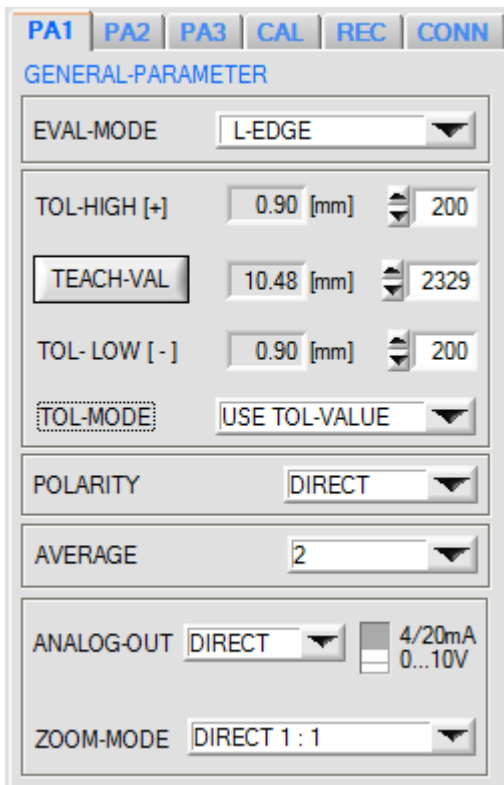 PA1 PA2 PA3 CAL REC CONN
GENERAL-PARAMETER
EVAL-MODE L-EDGE
TOL-HIGH [+] 0.90 [mm] 200
TEACH-VAL 10.48 [mm] 2329
TOL- LOW [ - ] 0.90 [mm] 200
TOL-MODE USE TOL-VALUE
POLARITY DIRECT
AVERAGE 2
ANALOG-OUT DIRECT 4/20mA
0...10V
ZOOM-MODE DIRECT 1 : 1